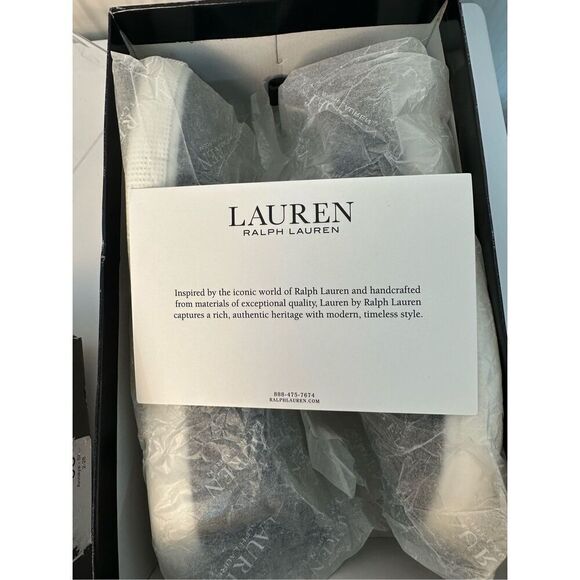 LAUREN
RALPH LAUREN
Inspired by the iconic world of Ralph Lauren and handcrafted
from materials of exceptional quality, Lauren by Ralph Lauren
captures a rich, authentic heritage with modern, timeless style.
888-475-7674
RALPHLAUREN.COM
LAUREN